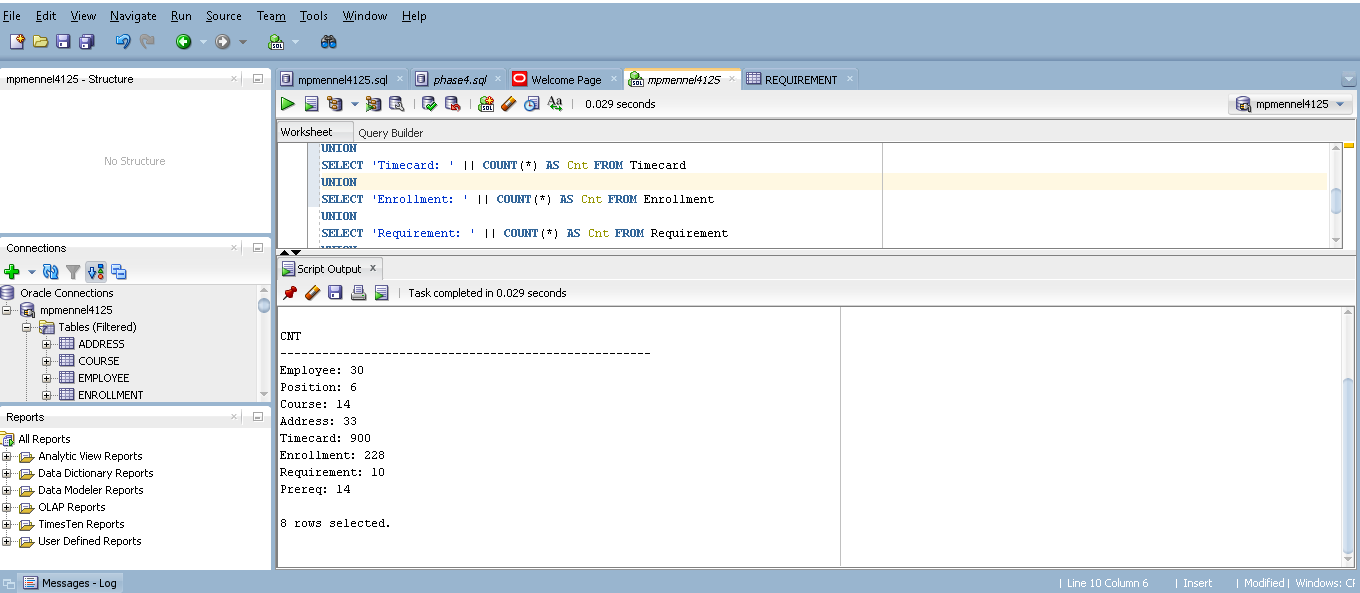 File Edit View Navigate Run Source Team Tools Window Help
mpmennel4125 - Structure
No Structure
Connections
Oracle Connections
mpmennel4125
Tables (Filtered)
ADDRESS
COURSE
EMPLOYEE
ENROLLMENT
Reports
All Reports
Analytic View Reports
Data Dictionary Reports
Data Modeler Reports
OLAP Reports
TimesTen Reports
User Defined Reports
mpmennel4125.sql phase4.sql Welcome Page mpmennel4125 REQUIREMENT
0.029 seconds mpmennel4125
Worksheet Query Builder
UNION
SELECT 'Timecard: ' || COUNT(*) AS Cnt FROM Timecard
UNION
SELECT 'Enrollment: ' || COUNT(*) AS Cnt FROM Enrollment
UNION
SELECT 'Requirement: ' || COUNT(*) AS Cnt FROM Requirement
Script Output
Task completed in 0.029 seconds
CNT
-----------------------------------------------------
Employee: 30
Position: 6
Course: 14
Address: 33
Timecard: 900
Enrollment: 228
Requirement: 10
Prereq: 14
8 rows selected.
Messages - Log
Line 10 Column 6 | Insert | Modified | Windows: CF